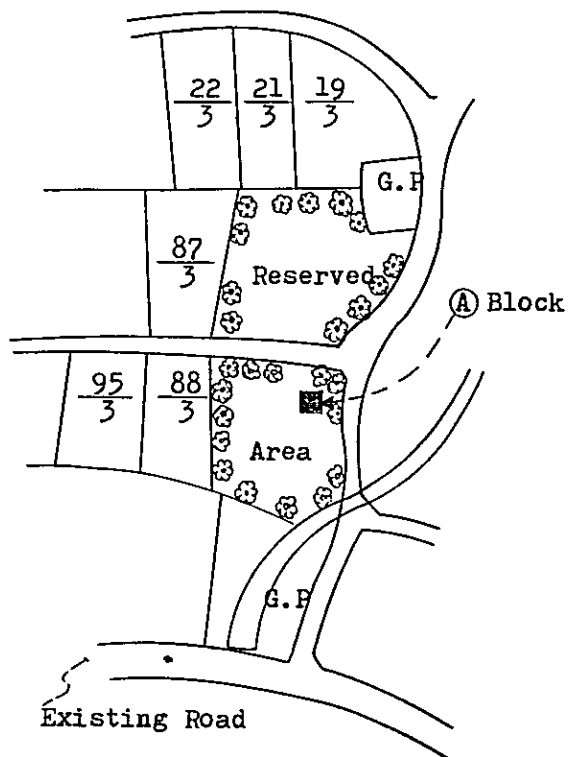 22/3 21/3 19/3
G.P
87/3
Reserved
Ⓐ Block
95/3 88/3
Area
G.P
Existing Road